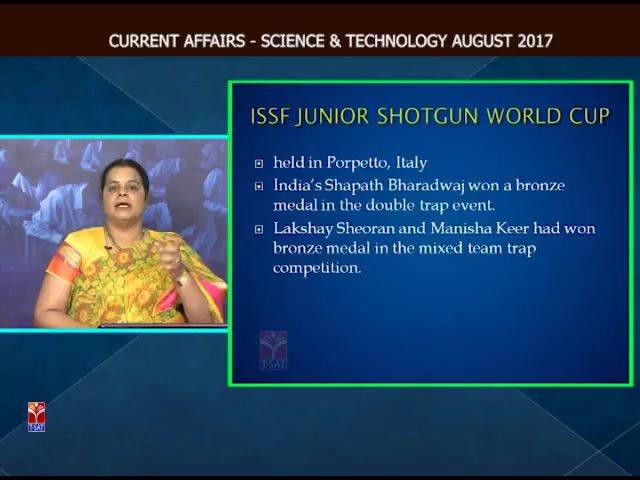 CURRENT AFFAIRS - SCIENCE & TECHNOLOGY AUGUST 2017
ISSF JUNIOR SHOTGUN WORLD CUP
held in Porpetto, Italy
India's Shapath Bharadwaj won a bronze
medal in the double trap event.
Lakshay Sheoran and Manisha Keer had won
bronze medal in the mixed team trap
competition.
T-SAT
T-SAT